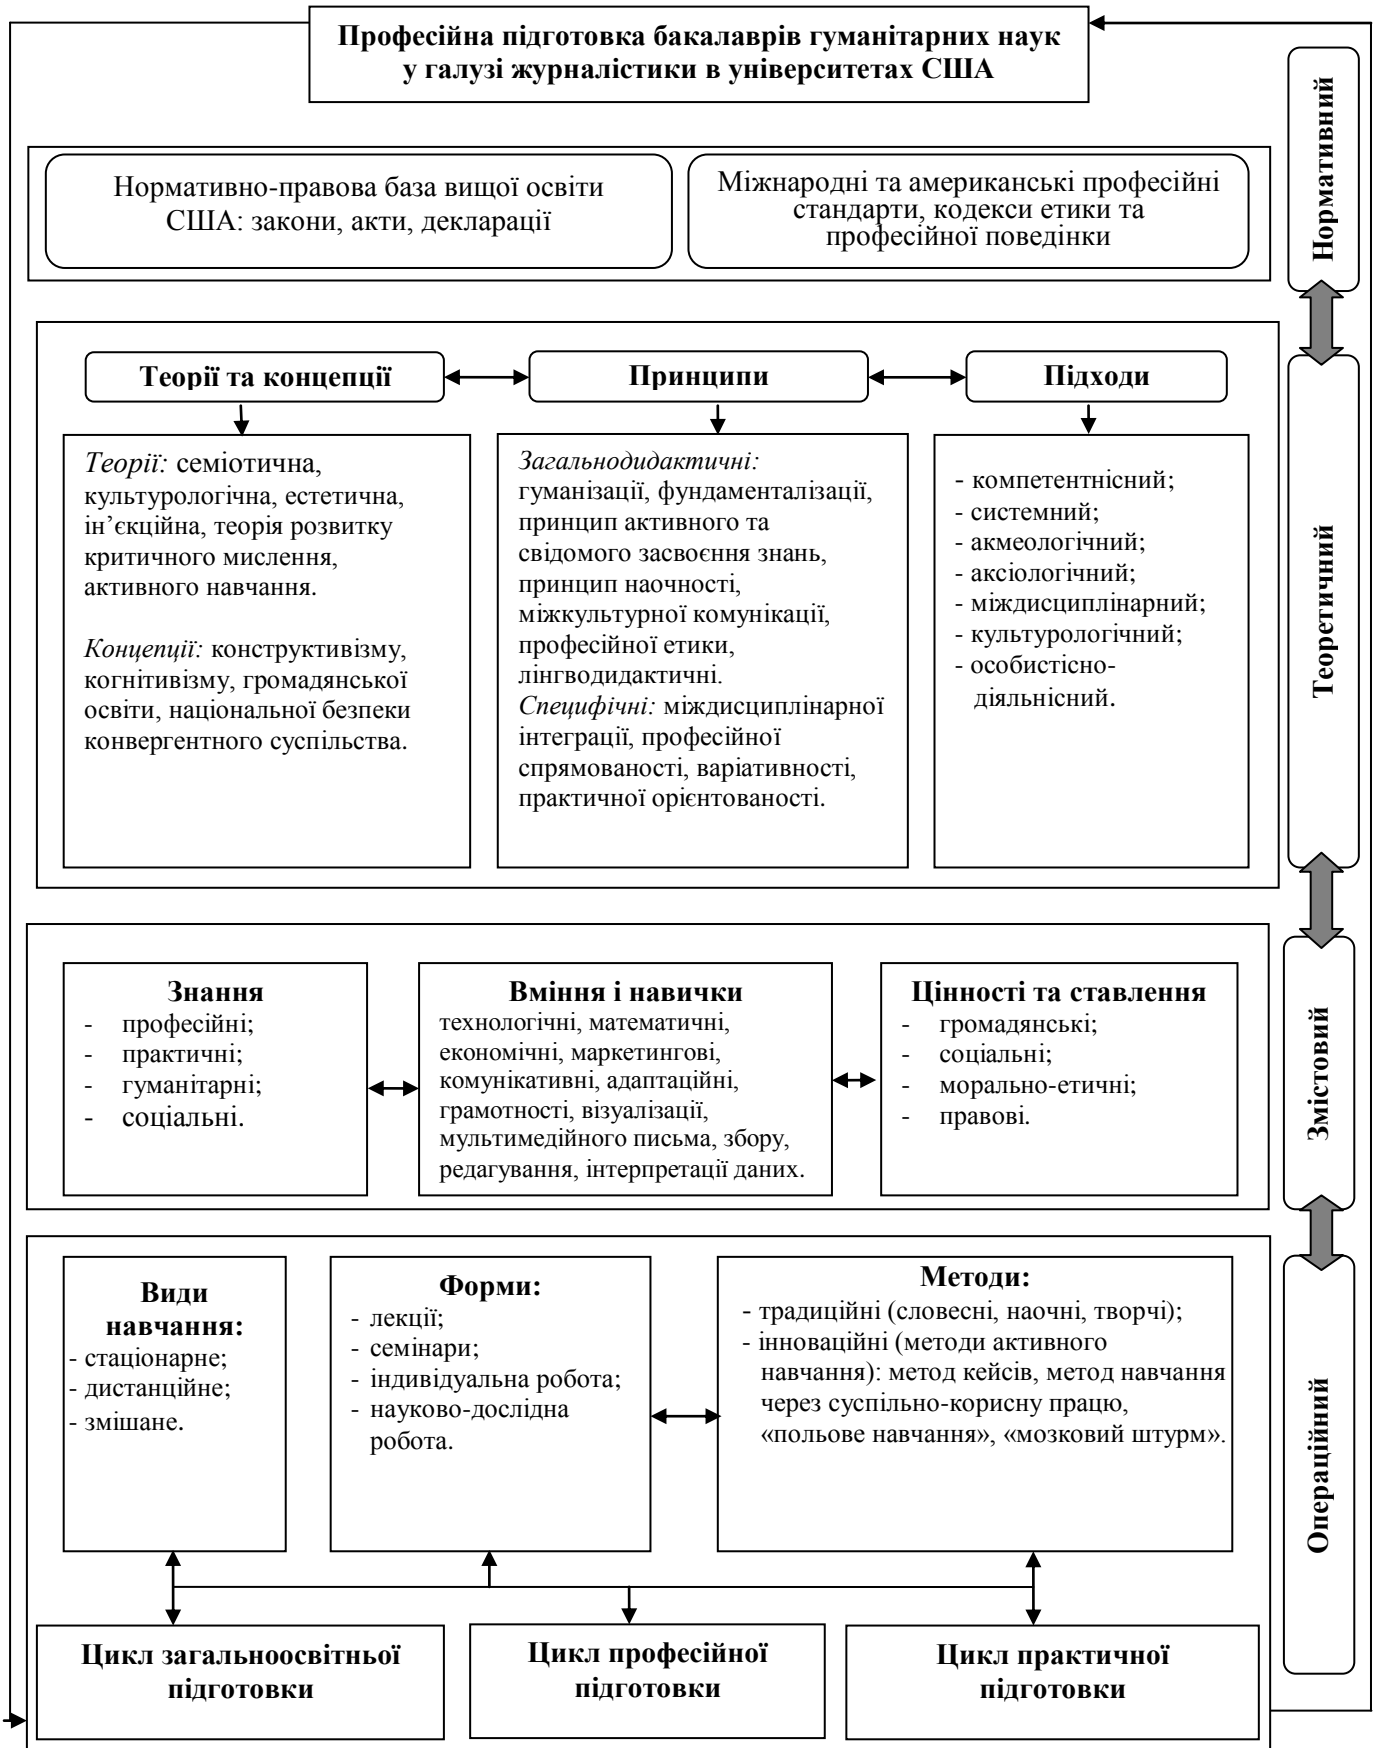 Професійна підготовка бакалаврів гуманітарних наук
у галузі журналістики в університетах США
Нормативний
Нормативно-правова база вищої освіти
США: закони, акти, декларації
Міжнародні та американські професійні
стандарти, кодекси етики та
професійної поведінки
Теоретичний
Теорії та концепції
Принципи
Підходи
Теорії: семіотична,
культурологічна, естетична,
ін’єкційна, теорія розвитку
критичного мислення,
активного навчання.
Концепції: конструктивізму,
когнітивізму, громадянської
освіти, національної безпеки
конвергентного суспільства.
Загальнодидактичні:
гуманізації, фундаменталізації,
принцип активного та
свідомого засвоєння знань,
принцип наочності,
міжкультурної комунікації,
професійної етики,
лінгводидактичні.
Специфічні: міждисциплінарної
інтеграції, професійної
спрямованості, варіативності,
практичної орієнтованості.
- компетентнісний;
- системний;
- акмеологічний;
- аксіологічний;
- міждисциплінарний;
- культурологічний;
- особистісно-
діяльнісний.
Змістовий
Знання
- професійні;
- практичні;
- гуманітарні;
- соціальні.
Вміння і навички
технологічні, математичні,
економічні, маркетингові,
комунікативні, адаптаційні,
грамотності, візуалізації,
мультимедійного письма, збору,
редагування, інтерпретації даних.
Цінності та ставлення
- громадянські;
- соціальні;
- морально-етичні;
- правові.
Операційний
Види
навчання:
- стаціонарне;
- дистанційне;
- змішане.
Форми:
- лекції;
- семінари;
- індивідуальна робота;
- науково-дослідна
робота.
Методи:
- традиційні (словесні, наочні, творчі);
- інноваційні (методи активного
навчання): метод кейсів, метод навчання
через суспільно-корисну працю,
«польове навчання», «мозковий штурм».
Цикл загальноосвітньої
підготовки
Цикл професійної
підготовки
Цикл практичної
підготовки